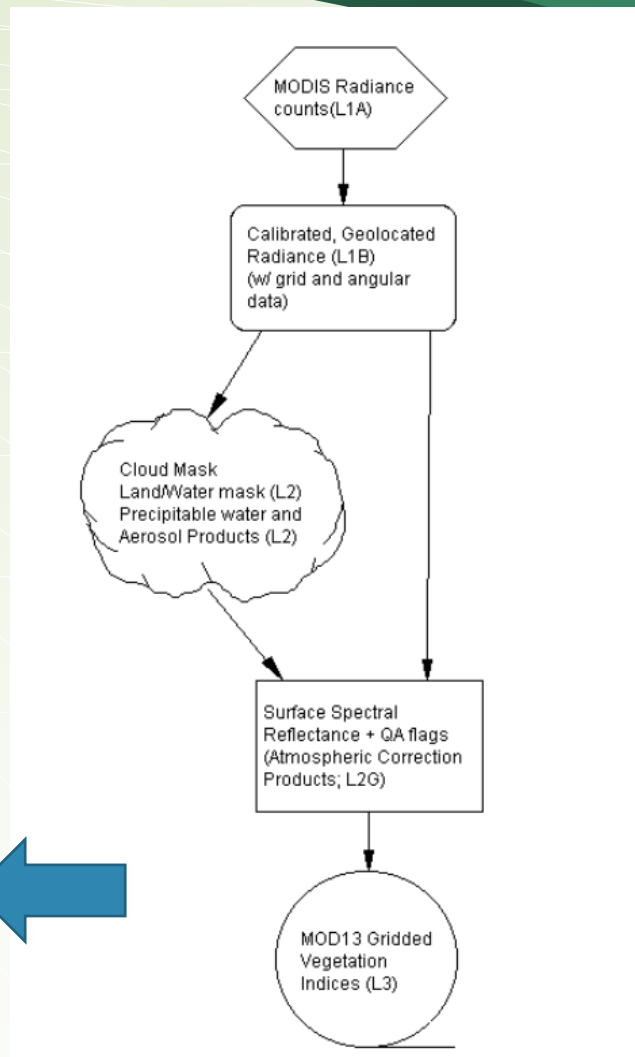 MODIS Radiance
counts(L1A)
Calibrated, Geolocated
Radiance (L1B)
(w/ grid and angular
data)
Cloud Mask
Land/Water mask (L2)
Precipitable water and
Aerosol Products (L2)
Surface Spectral
Reflectance + QA flags
(Atmospheric Correction
Products; L2G)
MOD13 Gridded
Vegetation
Indices (L3)